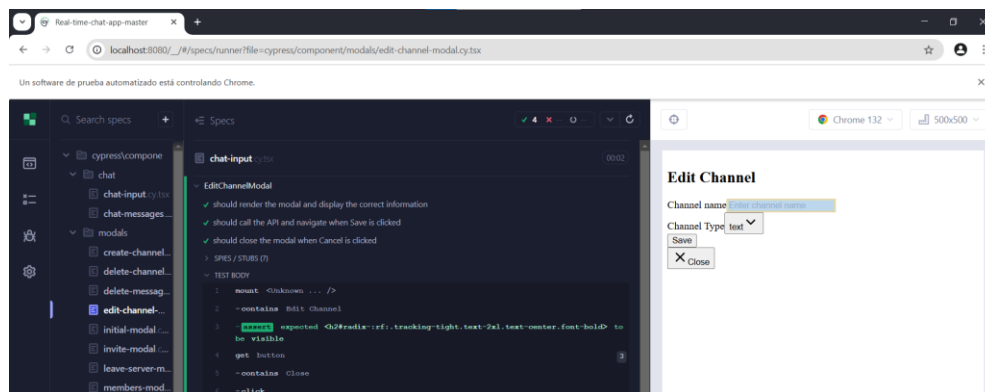 Real-time-chat-app-master
localhost:8080/__/#/specs/runner?file=cypress/component/modals/edit-channel-modal.cy.tsx
Un software de prueba automatizado está controlando Chrome.
Search specs
Specs
4
Chrome 132
500x500
cypress\compone
chat
chat-input.cy.tsx
chat-messages...
modals
create-channel...
delete-channel...
delete-messag...
edit-channel-...
initial-modal.c...
invite-modal.c...
leave-server-m...
members-mod...
chat-input.cy.tsx
00:02
EditChannelModal
should render the modal and display the correct information
should call the API and navigate when Save is clicked
should close the modal when Cancel is clicked
SPIES / STUBS (7)
TEST BODY
1 mount <Unknown ... />
2 -contains Edit Channel
3 -assert expected <h2#radix-:rf:.tracking-tight.text-2xl.text-center.font-bold> to
be visible
4 get button 3
5 -contains Close
6 -click
Edit Channel
Channel name Enter channel name
Channel Type text
Save
Close